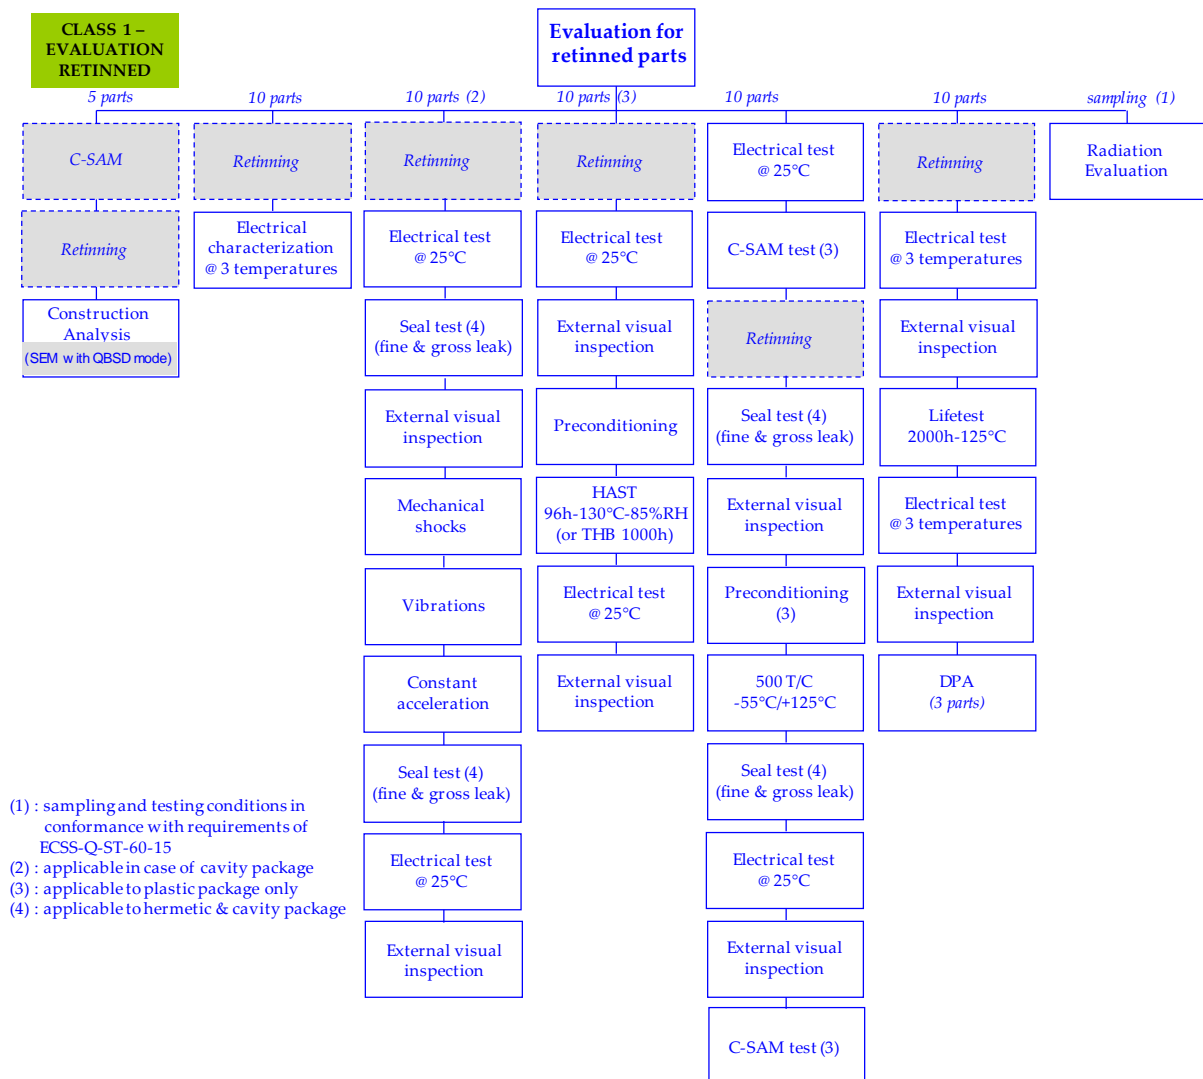 CLASS 1 –
EVALUATION
RETINNED
Evaluation for
retinned parts
5 parts
10 parts
10 parts (2)
10 parts (3)
10 parts
10 parts
sampling (1)
C-SAM
Retinning
Construction
Analysis
(SEM with QBSD mode)
Retinning
Electrical
characterization
@ 3 temperatures
Retinning
Electrical test
@ 25°C
Seal test (4)
(fine & gross leak)
External visual
inspection
Mechanical
shocks
Vibrations
Constant
acceleration
Seal test (4)
(fine & gross leak)
Electrical test
@ 25°C
External visual
inspection
Retinning
Electrical test
@ 25°C
External visual
inspection
Preconditioning
HAST
96h-130°C-85%RH
(or THB 1000h)
Electrical test
@ 25°C
External visual
inspection
Electrical test
@ 25°C
C-SAM test (3)
Retinning
Seal test (4)
(fine & gross leak)
External visual
inspection
Preconditioning
(3)
500 T/C
-55°C/+125°C
Seal test (4)
(fine & gross leak)
Electrical test
@ 25°C
External visual
inspection
C-SAM test (3)
Retinning
Electrical test
@ 3 temperatures
External visual
inspection
Lifetest
2000h-125°C
Electrical test
@ 3 temperatures
External visual
inspection
DPA
(3 parts)
Radiation
Evaluation
(1) : sampling and testing conditions in
conformance with requirements of
ECSS-Q-ST-60-15
(2) : applicable in case of cavity package
(3) : applicable to plastic package only
(4) : applicable to hermetic & cavity package